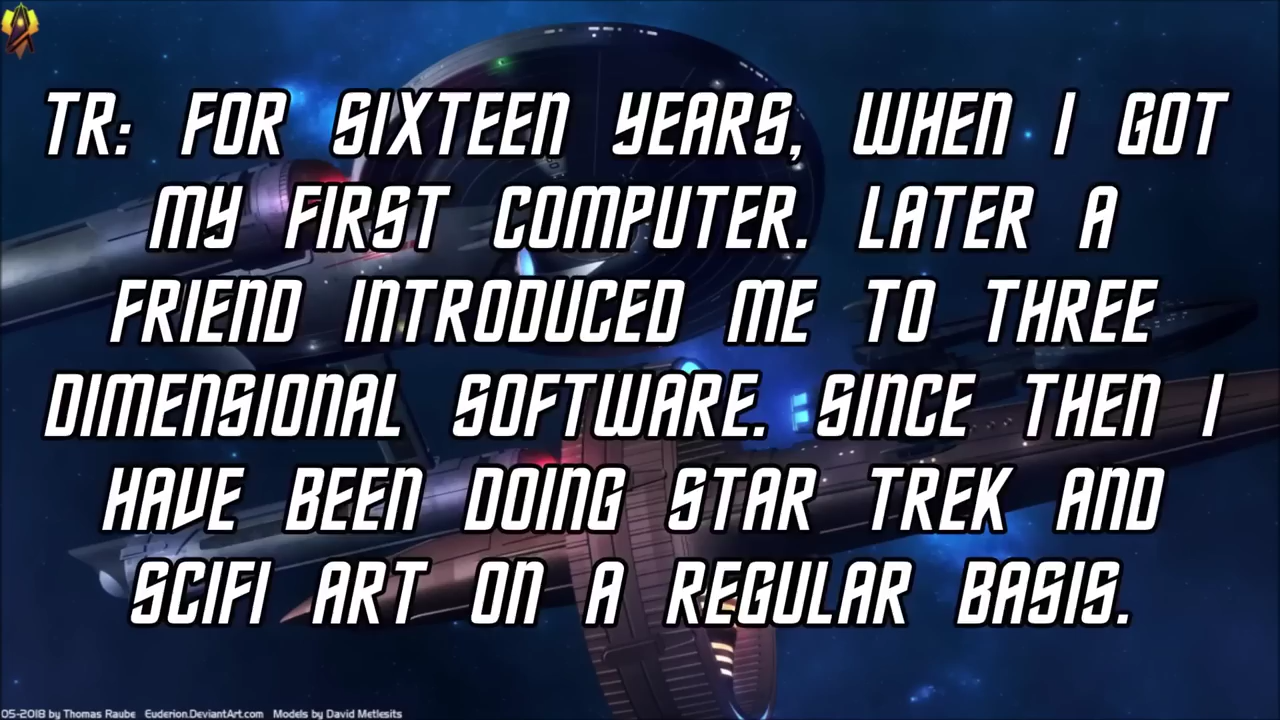 TR: FOR SIXTEEN YEARS, WHEN I GOT
MY FIRST COMPUTER. LATER A
FRIEND INTRODUCED ME TO THREE
DIMENSIONAL SOFTWARE. SINCE THEN I
HAVE BEEN DOING STAR TREK AND
SCIFI ART ON A REGULAR BASIS.
05-2018 by Thomas Raube Euderion.DeviantArt.com Models by David Metlesits